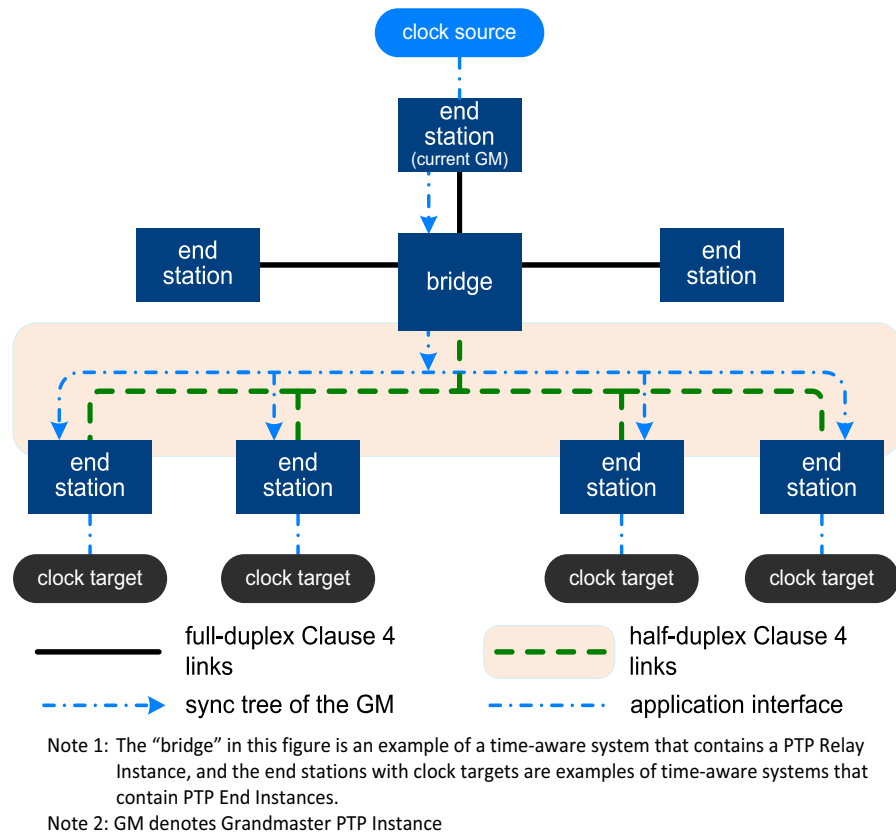 clock source
end
station
(current GM)
end
station
bridge
end
station
end
station
end
station
end
station
end
station
clock target
clock target
clock target
clock target
full-duplex Clause 4
links
half-duplex Clause 4
links
sync tree of the GM
application interface
Note 1: The “bridge” in this figure is an example of a time-aware system that contains a PTP Relay
Instance, and the end stations with clock targets are examples of time-aware systems that
contain PTP End Instances.
Note 2: GM denotes Grandmaster PTP Instance